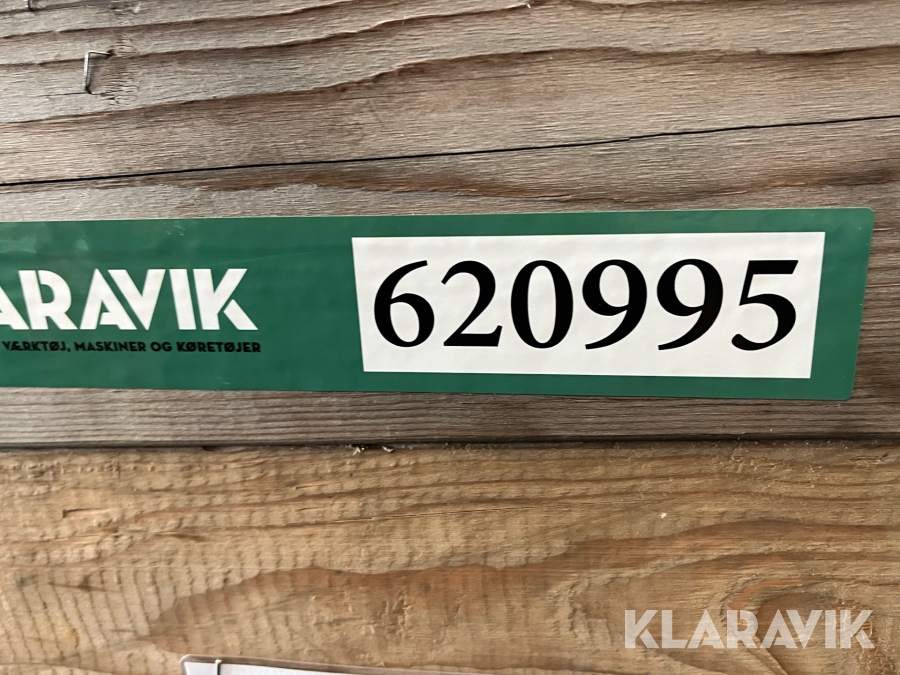 ARAVIK
VÆRKTØJ, MASKINER OG KØRETØJER
620995
KLARAVIK